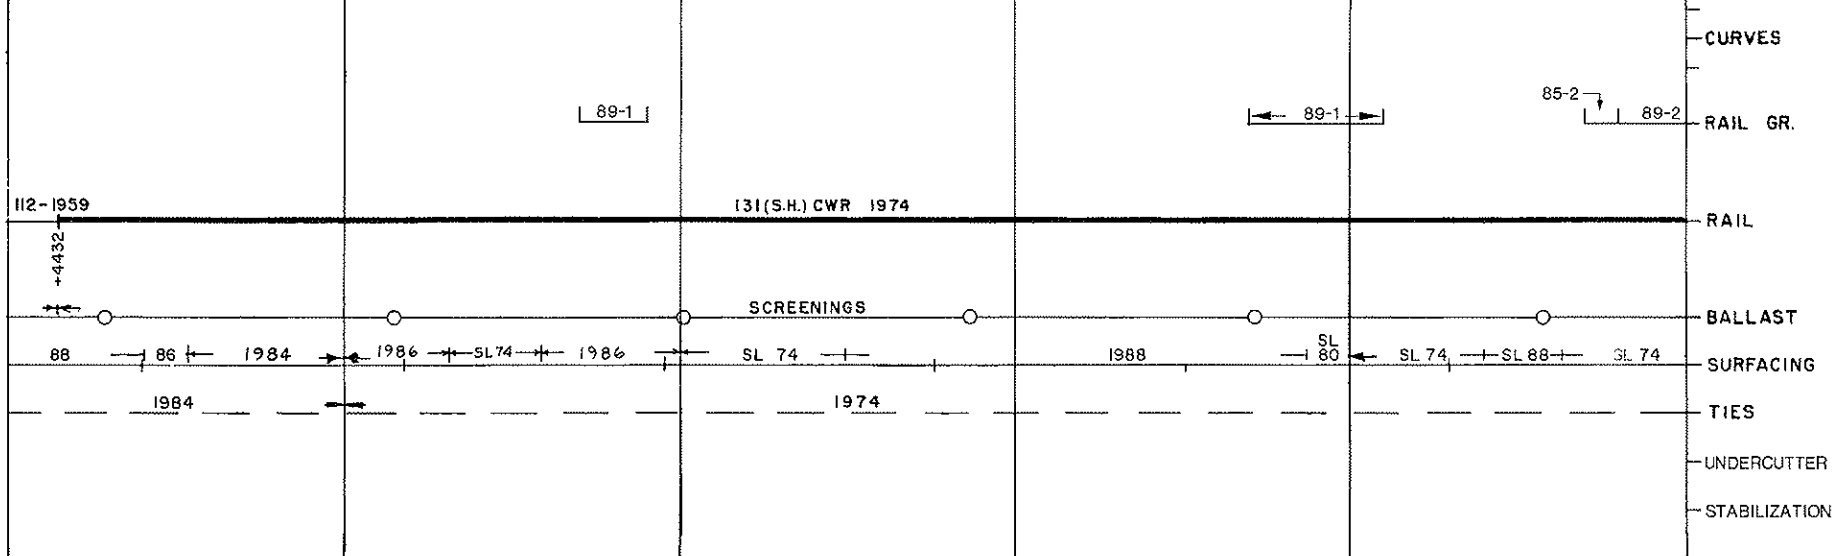 CURVES
85-2
89-1
89-1
89-2
RAIL GR.
112-1959
131(S.H.) CWR 1974
RAIL
+4432
SCREENINGS
BALLAST
88
86
1984
1986
SL74
1986
SL 74
1988
SL
80
SL 74
SL 88
SL 74
SURFACING
1984
1974
TIES
UNDERCUTTER
STABILIZATION